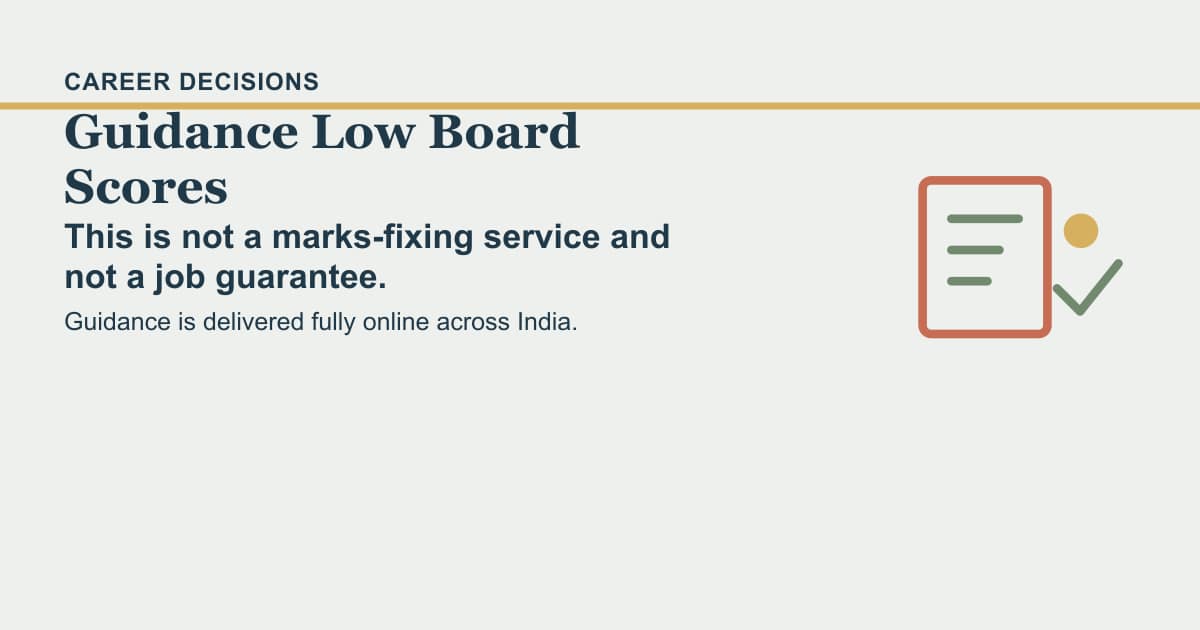 CAREER DECISIONS
Guidance Low Board
Scores
This is not a marks-fixing service and
not a job guarantee.
Guidance is delivered fully online across India.